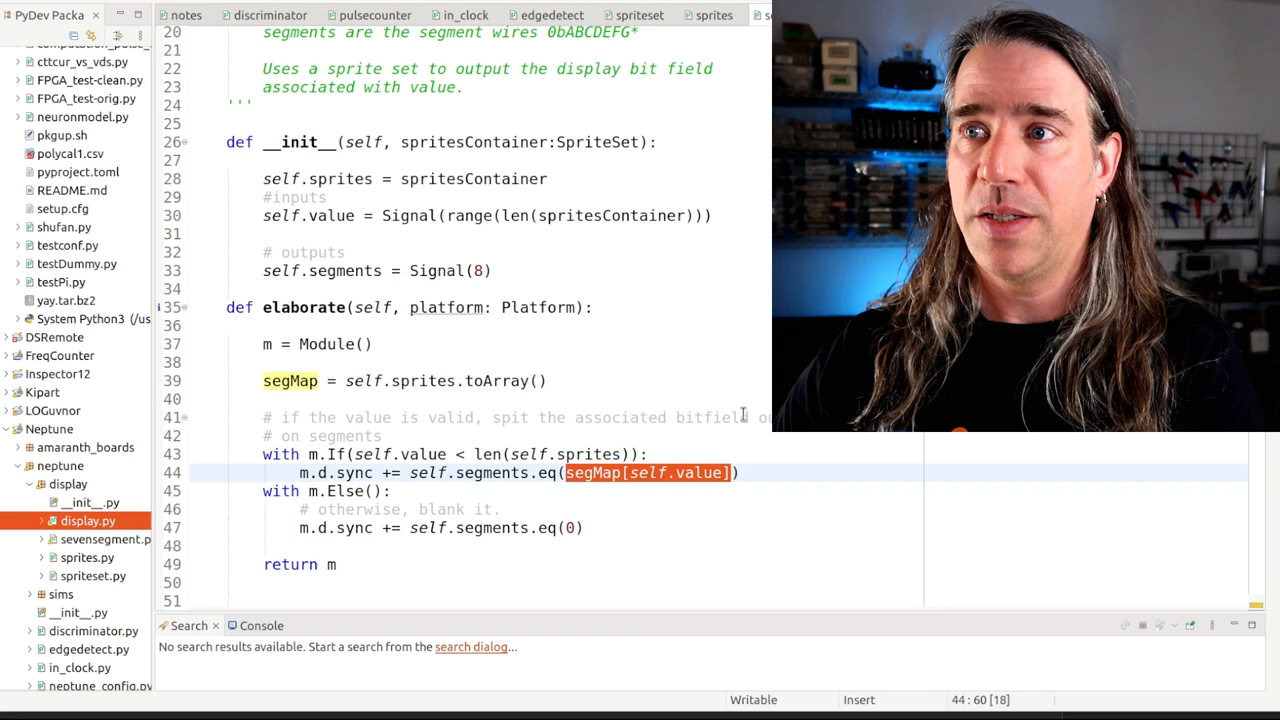 PyDev Packa
notes
discriminator
pulsecounter
in_clock
edgedetect
spriteset
sprites
cttcur_vs_vds.py
FPGA_test-clean.py
FPGA_test-orig.py
neuronmodel.py
pkgup.sh
polycal1.csv
pyproject.toml
README.md
setup.cfg
shufan.py
testconf.py
testDummy.py
testPi.py
yay.tar.bz2
System Python3 (/us
DSRemote
FreqCounter
Inspector12
Kipart
LOGuvnor
Neptune
amaranth_boards
neptune
display
__init__.py
display.py
sevensegment.p
sprites.py
spriteset.py
sims
__init__.py
discriminator.py
edgedetect.py
in_clock.py
neptune_config.py
20 segments are the segment wires 0bABCDEFG*
21
22 Uses a sprite set to output the display bit field
23 associated with value.
24 '''
25
26 def __init__(self, spritesContainer:SpriteSet):
27
28 self.sprites = spritesContainer
29 #inputs
30 self.value = Signal(range(len(spritesContainer)))
31
32 # outputs
33 self.segments = Signal(8)
34
35 def elaborate(self, platform: Platform):
36
37 m = Module()
38
39 segMap = self.sprites.toArray()
40
41 # if the value is valid, spit the associated bitfield ou
42 # on segments
43 with m.If(self.value < len(self.sprites)):
44 m.d.sync += self.segments.eq(segMap[self.value])
45 with m.Else():
46 # otherwise, blank it.
47 m.d.sync += self.segments.eq(0)
48
49 return m
50
51
Search
Console
No search results available. Start a search from the search dialog...
Writable
Insert
44 : 60 [18]